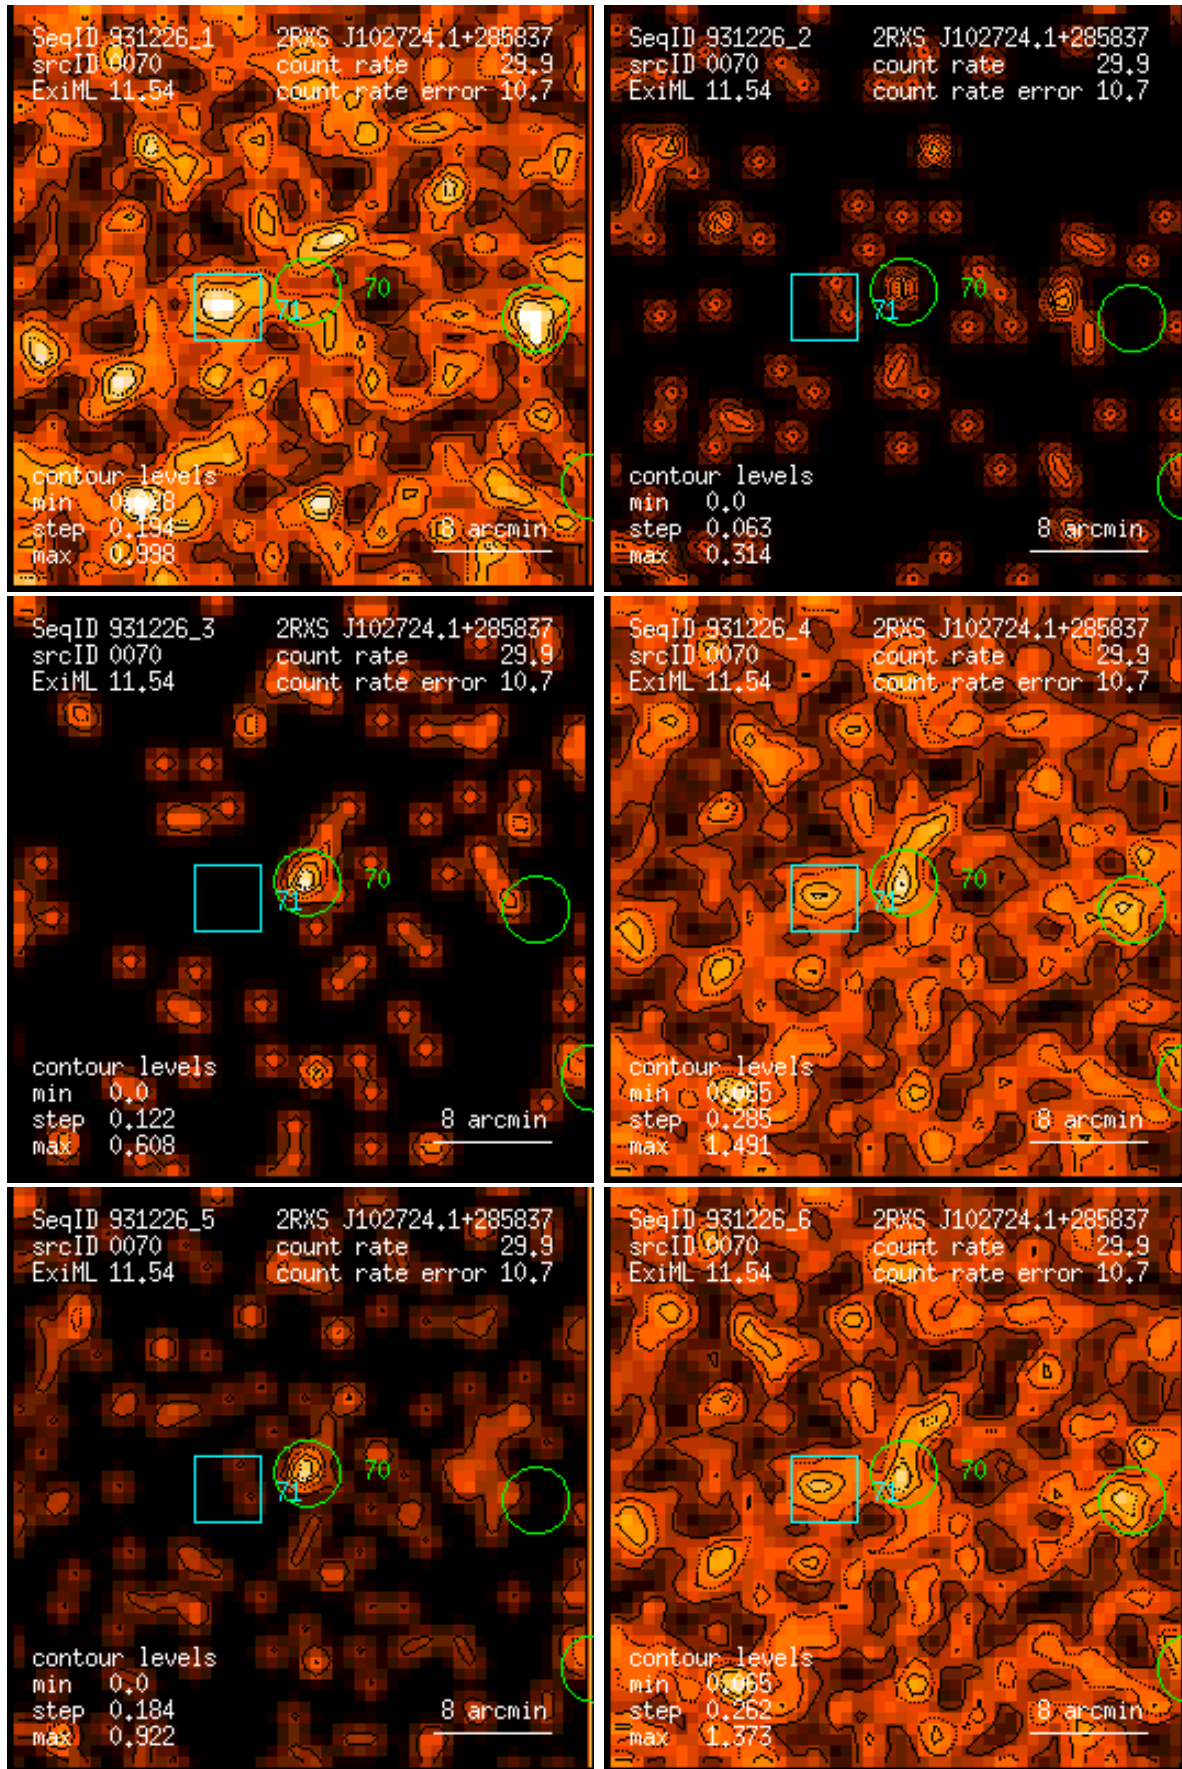 SeqID 931226_1 2RXS J102724.1+285837
srcID 0070 count rate 29.9
ExiML 11.54 count rate error 10.7
70
71
contour levels
min 0.028
step 0.194 8 arcmin
max 0.998
SeqID 931226_2 2RXS J102724.1+285837
srcID 0070 count rate 29.9
ExiML 11.54 count rate error 10.7
70
71
contour levels
min 0.0
step 0.063 8 arcmin
max 0.314
SeqID 931226_3 2RXS J102724.1+285837
srcID 0070 count rate 29.9
ExiML 11.54 count rate error 10.7
70
71
contour levels
min 0.0
step 0.122 8 arcmin
max 0.608
SeqID 931226_4 2RXS J102724.1+285837
srcID 0070 count rate 29.9
ExiML 11.54 count rate error 10.7
70
71
contour levels
min 0.065
step 0.285 8 arcmin
max 1.491
SeqID 931226_5 2RXS J102724.1+285837
srcID 0070 count rate 29.9
ExiML 11.54 count rate error 10.7
70
71
contour levels
min 0.0
step 0.184 8 arcmin
max 0.922
SeqID 931226_6 2RXS J102724.1+285837
srcID 0070 count rate 29.9
ExiML 11.54 count rate error 10.7
70
71
contour levels
min 0.065
step 0.262 8 arcmin
max 1.373